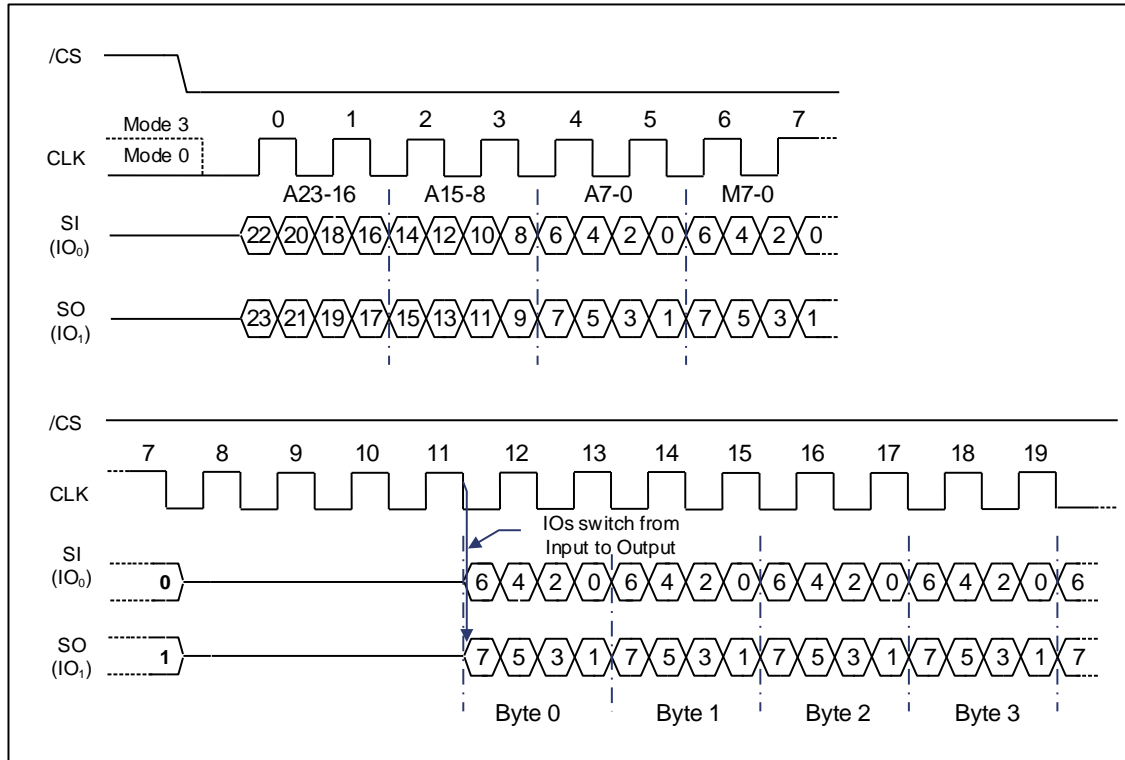 /CS
0 1 2 3 4 5 6 7
Mode 3
CLK
Mode 0
A23-16 A15-8 A7-0 M7-0
SI
(IO₀)
22 20 18 16 14 12 10 8 6 4 2 0 6 4 2 0
SO
(IO₁)
23 21 19 17 15 13 11 9 7 5 3 1 7 5 3 1
/CS
7 8 9 10 11 12 13 14 15 16 17 18 19
CLK
IOs switch from
Input to Output
SI
(IO₀)
0 6 4 2 0 6 4 2 0 6 4 2 0 6 4 2 0 6
SO
(IO₁)
1 7 5 3 1 7 5 3 1 7 5 3 1 7 5 3 1 7
Byte 0 Byte 1 Byte 2 Byte 3